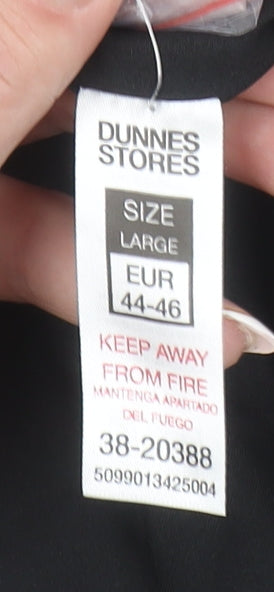 DUNNES
STORES
SIZE
LARGE
EUR
44-46
KEEP AWAY
FROM FIRE
MANTENGA APARTADO
DEL FUEGO
38-20388
5099013425004